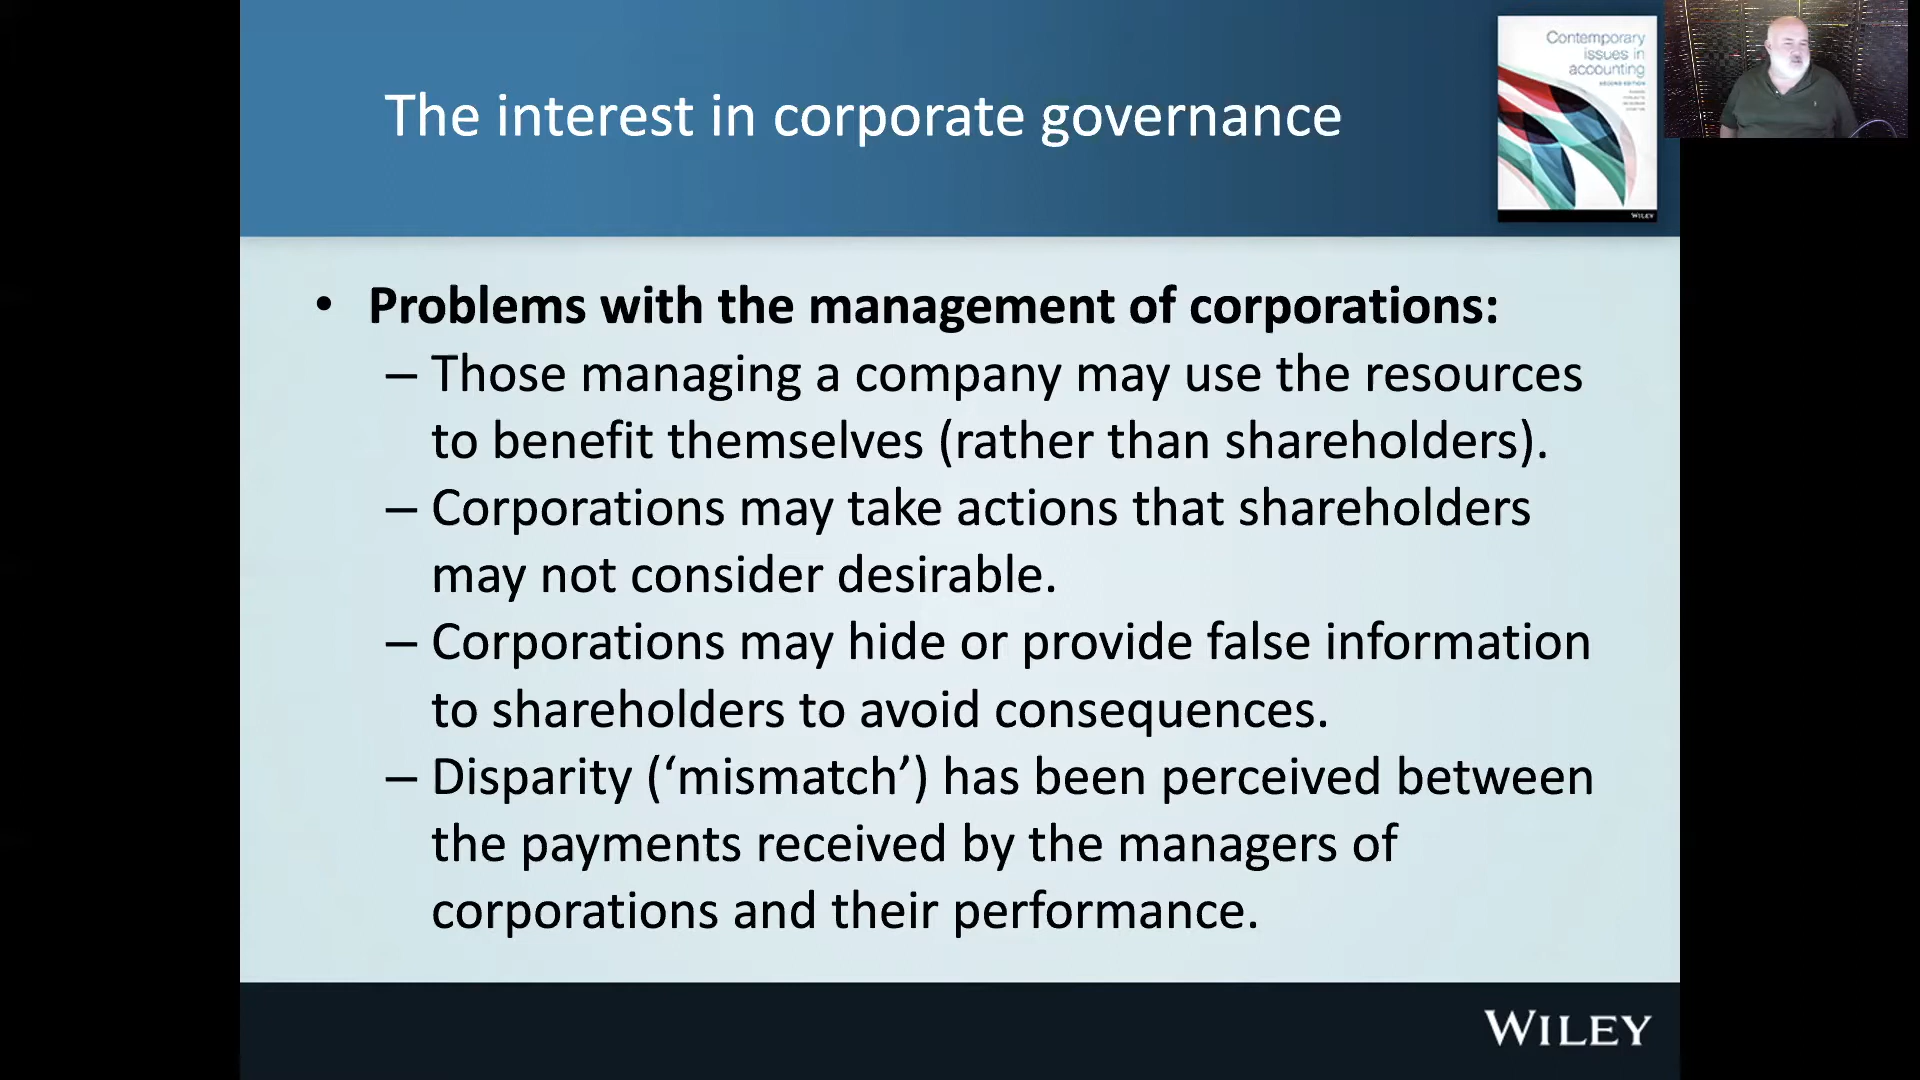 The interest in corporate governance
Contemporary
issues in
accounting
SECOND EDITION
WILEY
• Problems with the management of corporations:
– Those managing a company may use the resources
to benefit themselves (rather than shareholders).
– Corporations may take actions that shareholders
may not consider desirable.
– Corporations may hide or provide false information
to shareholders to avoid consequences.
– Disparity (‘mismatch’) has been perceived between
the payments received by the managers of
corporations and their performance.
WILEY